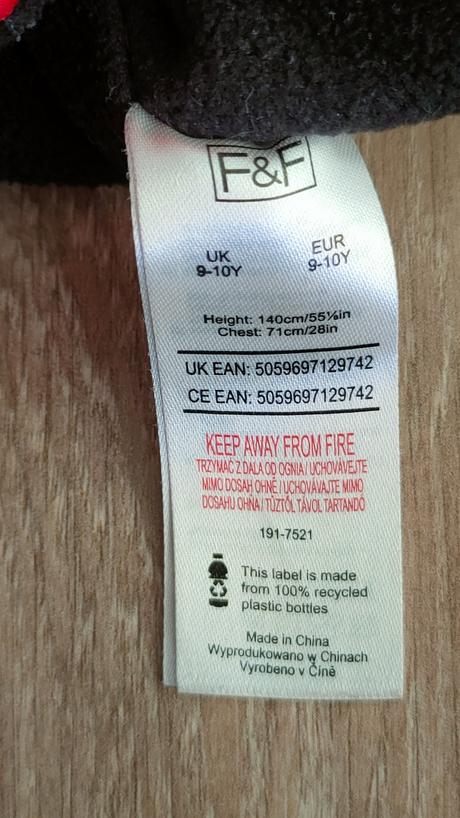 F&F
UK EUR
9-10Y 9-10Y
Height: 140cm/55⅛in
Chest: 71cm/28in
UK EAN: 5059697129742
CE EAN: 5059697129742
KEEP AWAY FROM FIRE
TRZYMAĆ Z DALA OD OGNIA / UCHOVÁVEJTE
MIMO DOSAH OHNĚ / UCHOVÁVAJTE MIMO
DOSAHU OHŇA / TŰZTŐL TÁVOL TARTANDÓ
191-7521
This label is made
from 100% recycled
plastic bottles
Made in China
Wyprodukowano w Chinach
Vyrobeno v Číně